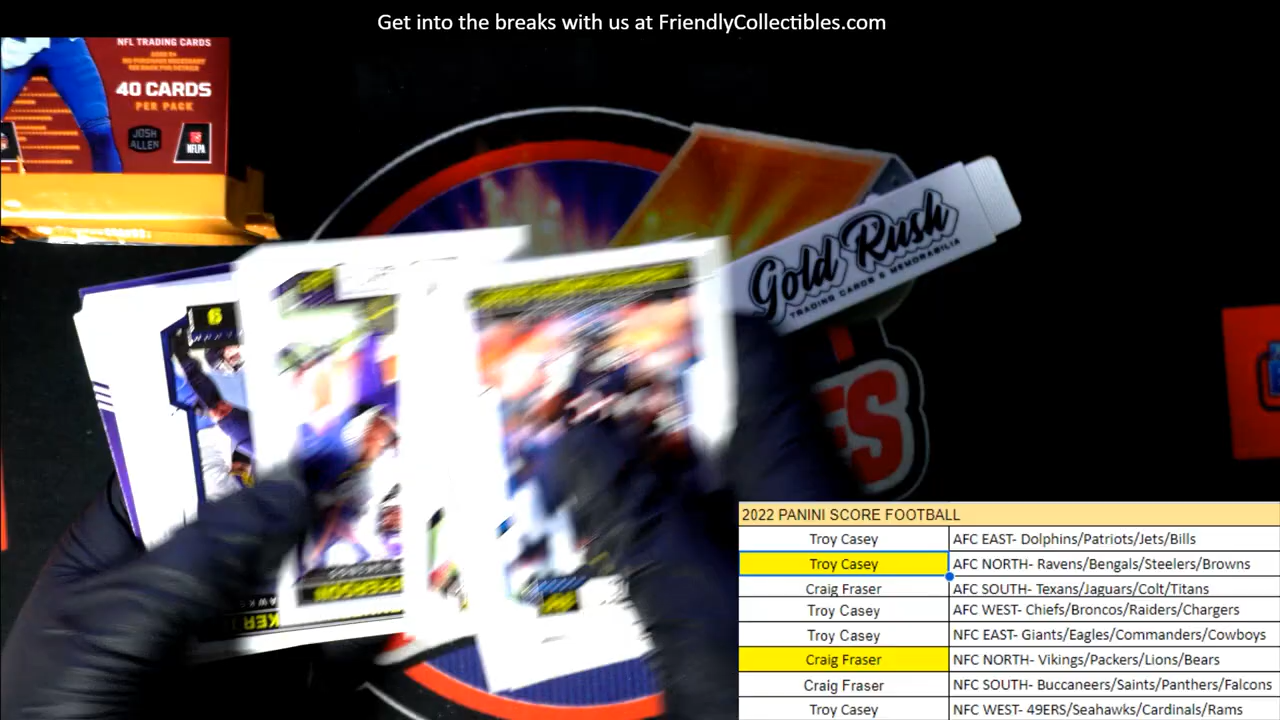 Get into the breaks with us at FriendlyCollectibles.com
NFL TRADING CARDS
40 CARDS
PER PACK
JOSH
ALLEN
NFLPA
Gold Rush
TRADING CARDS & MEMORABILIA
ES
9
2022 PANINI SCORE FOOTBALL
Troy Casey AFC EAST- Dolphins/Patriots/Jets/Bills
Troy Casey AFC NORTH- Ravens/Bengals/Steelers/Browns
Craig Fraser AFC SOUTH- Texans/Jaguars/Colt/Titans
Troy Casey AFC WEST- Chiefs/Broncos/Raiders/Chargers
Troy Casey NFC EAST- Giants/Eagles/Commanders/Cowboys
Craig Fraser NFC NORTH- Vikings/Packers/Lions/Bears
Craig Fraser NFC SOUTH- Buccaneers/Saints/Panthers/Falcons
Troy Casey NFC WEST- 49ERS/Seahawks/Cardinals/Rams